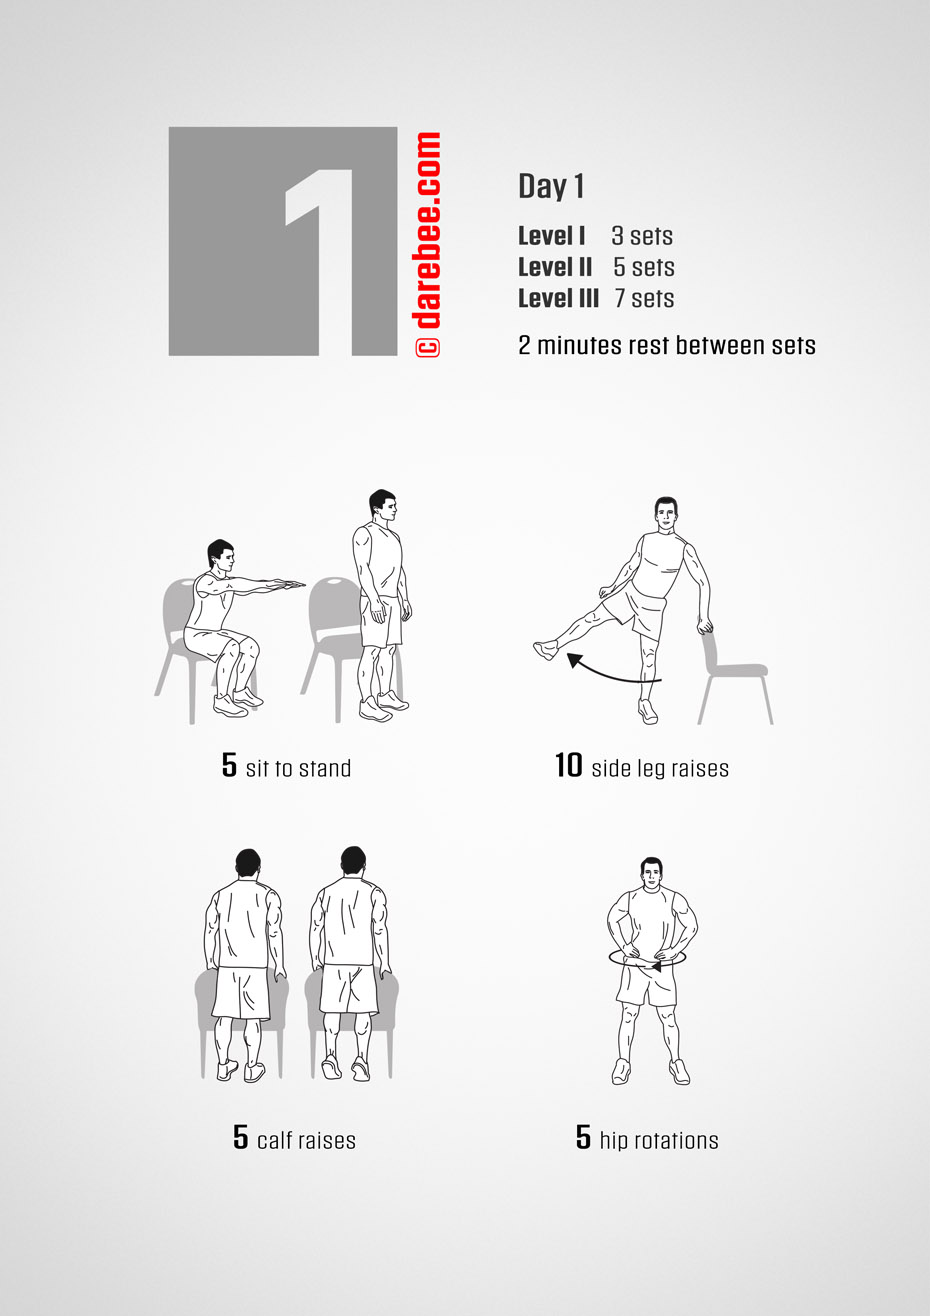 1
© darebee.com
Day 1
Level I 3 sets
Level II 5 sets
Level III 7 sets
2 minutes rest between sets
5 sit to stand
10 side leg raises
5 calf raises
5 hip rotations